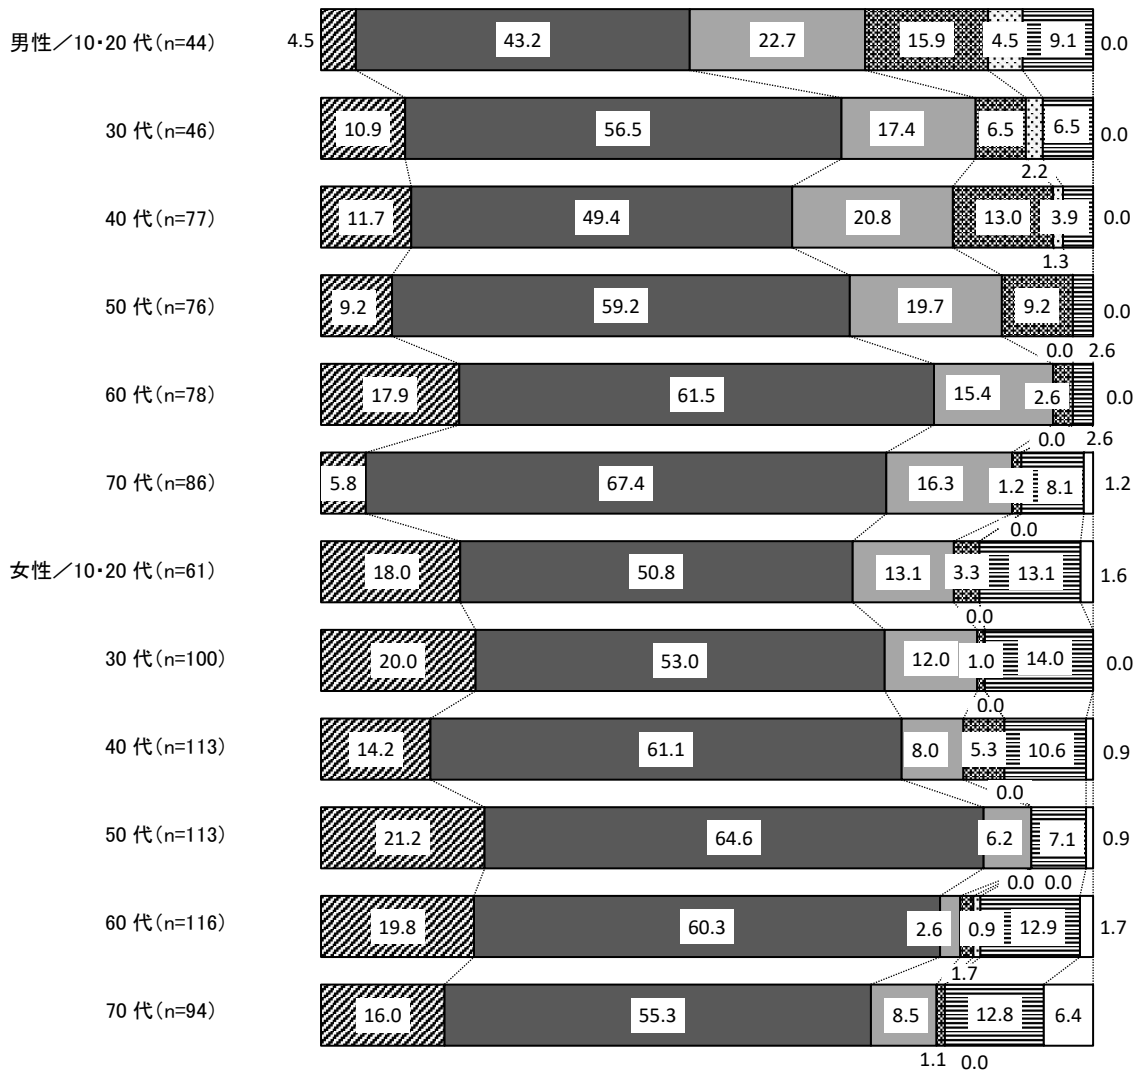 男性／10・20 代（n=44） 4.5 43.2 22.7 15.9 4.5 9.1 0.0
30 代（n=46） 10.9 56.5 17.4 6.5 6.5 0.0
2.2
40 代（n=77） 11.7 49.4 20.8 13.0 3.9 0.0
1.3
50 代（n=76） 9.2 59.2 19.7 9.2 0.0
0.0 2.6
60 代（n=78） 17.9 61.5 15.4 2.6 0.0
0.0 2.6
70 代（n=86） 5.8 67.4 16.3 1.2 8.1 1.2
0.0
女性／10・20 代（n=61） 18.0 50.8 13.1 3.3 13.1 1.6
0.0
30 代（n=100） 20.0 53.0 12.0 1.0 14.0 0.0
0.0
40 代（n=113） 14.2 61.1 8.0 5.3 10.6 0.9
0.0
50 代（n=113） 21.2 64.6 6.2 7.1 0.9
0.0 0.0
60 代（n=116） 19.8 60.3 2.6 0.9 12.9 1.7
1.7
70 代（n=94） 16.0 55.3 8.5 12.8 6.4
1.1 0.0